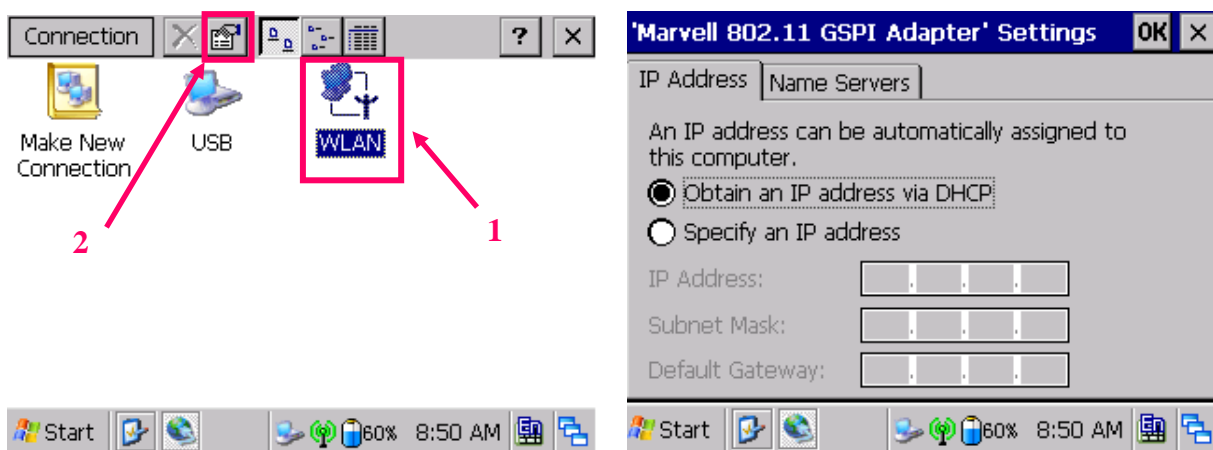 Connection
?
Make New
Connection
USB
WLAN
2
1
Start
60%
8:50 AM
'Marvell 802.11 GSPI Adapter' Settings
OK
IP Address
Name Servers
An IP address can be automatically assigned to
this computer.
Obtain an IP address via DHCP
Specify an IP address
IP Address:
Subnet Mask:
Default Gateway:
Start
60%
8:50 AM